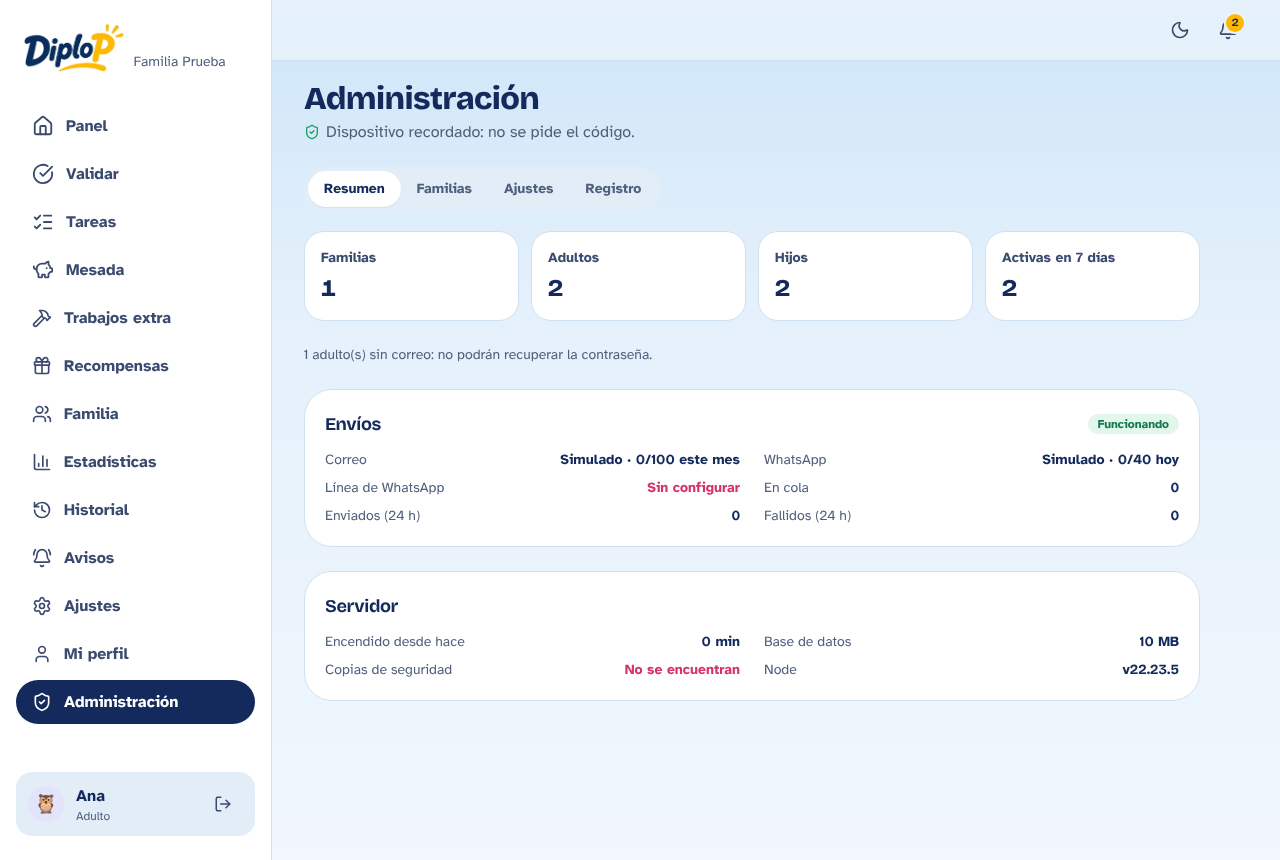 DiploP
Familia Prueba
Panel
Validar
Tareas
Mesada
Trabajos extra
Recompensas
Familia
Estadísticas
Historial
Avisos
Ajustes
Mi perfil
Administración
Ana
Adulto
2
Administración
Dispositivo recordado: no se pide el código.
Resumen Familias Ajustes Registro
Familias Adultos Hijos Activas en 7 días
1 2 2 2
1 adulto(s) sin correo: no podrán recuperar la contraseña.
Envíos Funcionando
Correo Simulado · 0/100 este mes WhatsApp Simulado · 0/40 hoy
Línea de WhatsApp Sin configurar En cola 0
Enviados (24 h) 0 Fallidos (24 h) 0
Servidor
Encendido desde hace 0 min Base de datos 10 MB
Copias de seguridad No se encuentran Node v22.23.5